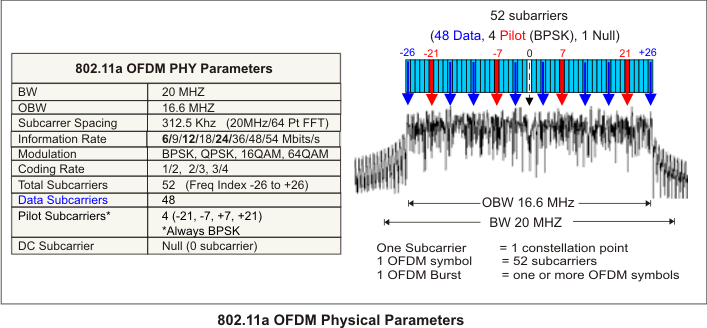 802.11a OFDM PHY Parameters
BW 20 MHZ
OBW 16.6 MHZ
Subcarrer Spacing 312.5 Khz (20MHz/64 Pt FFT)
Information Rate 6/9/12/18/24/36/48/54 Mbits/s
Modulation BPSK, QPSK, 16QAM, 64QAM
Coding Rate 1/2, 2/3, 3/4
Total Subcarriers 52 (Freq Index -26 to +26)
Data Subcarriers 48
Pilot Subcarriers* 4 (-21, -7, +7, +21)
*Always BPSK
DC Subcarrier Null (0 subcarrier)
52 subarriers
(48 Data, 4 Pilot (BPSK), 1 Null)
-26 -21 -7 0 7 21 +26
OBW 16.6 MHz
BW 20 MHZ
One Subcarrier = 1 constellation point
1 OFDM symbol = 52 subcarriers
1 OFDM Burst = one or more OFDM symbols
802.11a OFDM Physical Parameters